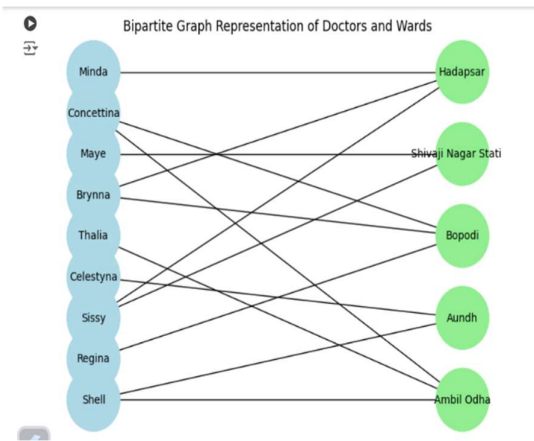 Bipartite Graph Representation of Doctors and Wards
Minda
Concettina
Maye
Brynna
Thalia
Celestyna
Sissy
Regina
Shell
Hadapsar
Shivaji Nagar Stati
Bopodi
Aundh
Ambil Odha